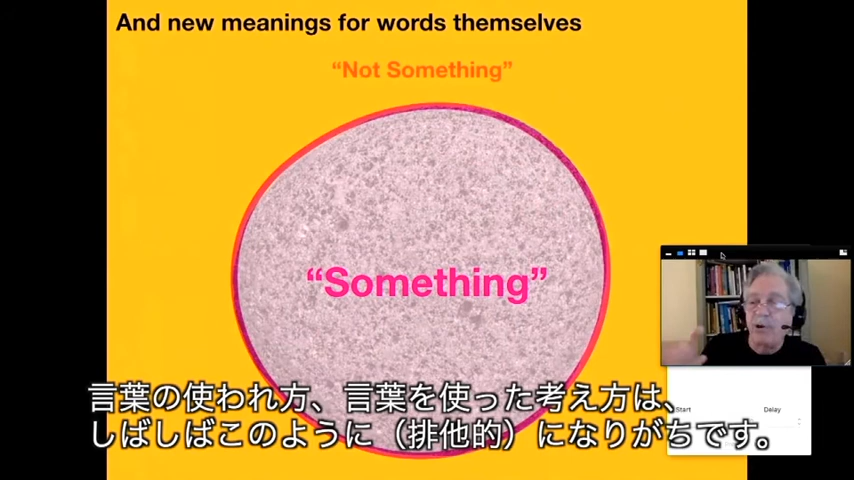 And new meanings for words themselves
“Not Something”
“Something”
Start
Delay
言葉の使われ方、言葉を使った考え方は、
しばしばこのように（排他的）になりがちです。